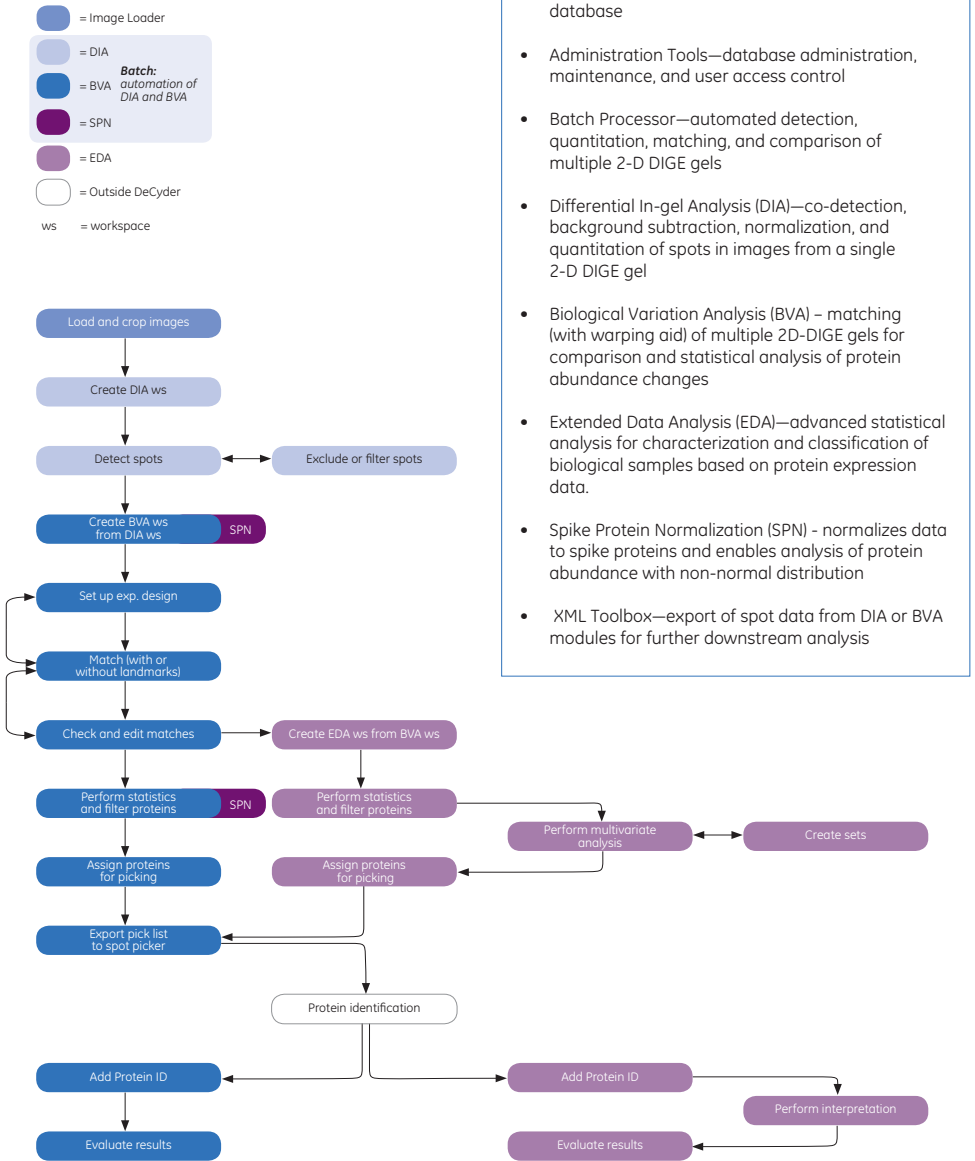 = Image Loader
= DIA
= BVA
Batch:
automation of
DIA and BVA
= SPN
= EDA
= Outside DeCyder
ws = workspace
database
• Administration Tools—database administration,
maintenance, and user access control
• Batch Processor—automated detection,
quantitation, matching, and comparison of
multiple 2-D DIGE gels
• Differential In-gel Analysis (DIA)—co-detection,
background subtraction, normalization, and
quantitation of spots in images from a single
2-D DIGE gel
• Biological Variation Analysis (BVA) – matching
(with warping aid) of multiple 2D-DIGE gels for
comparison and statistical analysis of protein
abundance changes
• Extended Data Analysis (EDA)—advanced statistical
analysis for characterization and classification of
biological samples based on protein expression
data.
• Spike Protein Normalization (SPN) - normalizes data
to spike proteins and enables analysis of protein
abundance with non-normal distribution
• XML Toolbox—export of spot data from DIA or BVA
modules for further downstream analysis
Load and crop images
Create DIA ws
Detect spots
Exclude or filter spots
Create BVA ws
from DIA ws
SPN
Set up exp. design
Match (with or
without landmarks)
Check and edit matches
Create EDA ws from BVA ws
Perform statistics
and filter proteins
SPN
Perform statistics
and filter proteins
Perform multivariate
analysis
Create sets
Assign proteins
for picking
Assign proteins
for picking
Export pick list
to spot picker
Protein identification
Add Protein ID
Add Protein ID
Perform interpretation
Evaluate results
Evaluate results